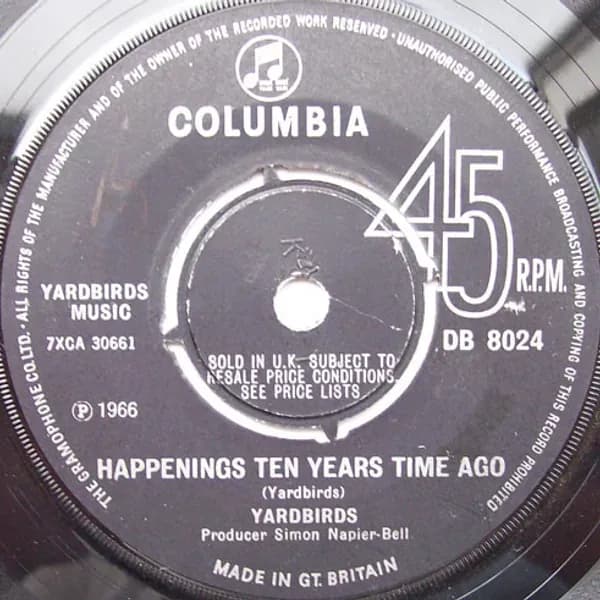 THE GRAMOPHONE CO. LTD. · ALL RIGHTS OF THE MANUFACTURER AND OF THE OWNER OF THE RECORDED WORK RESERVED · UNAUTHORISED PUBLIC PERFORMANCE BROADCASTING AND COPYING OF THIS RECORD PROHIBITED
COLUMBIA
45
R.P.M.
YARDBIRDS
MUSIC
7XCA 30661
DB 8024
SOLD IN U.K. SUBJECT TO
RESALE PRICE CONDITIONS.
SEE PRICE LISTS
℗ 1966
HAPPENINGS TEN YEARS TIME AGO
(Yardbirds)
YARDBIRDS
Producer Simon Napier-Bell
MADE IN GT. BRITAIN